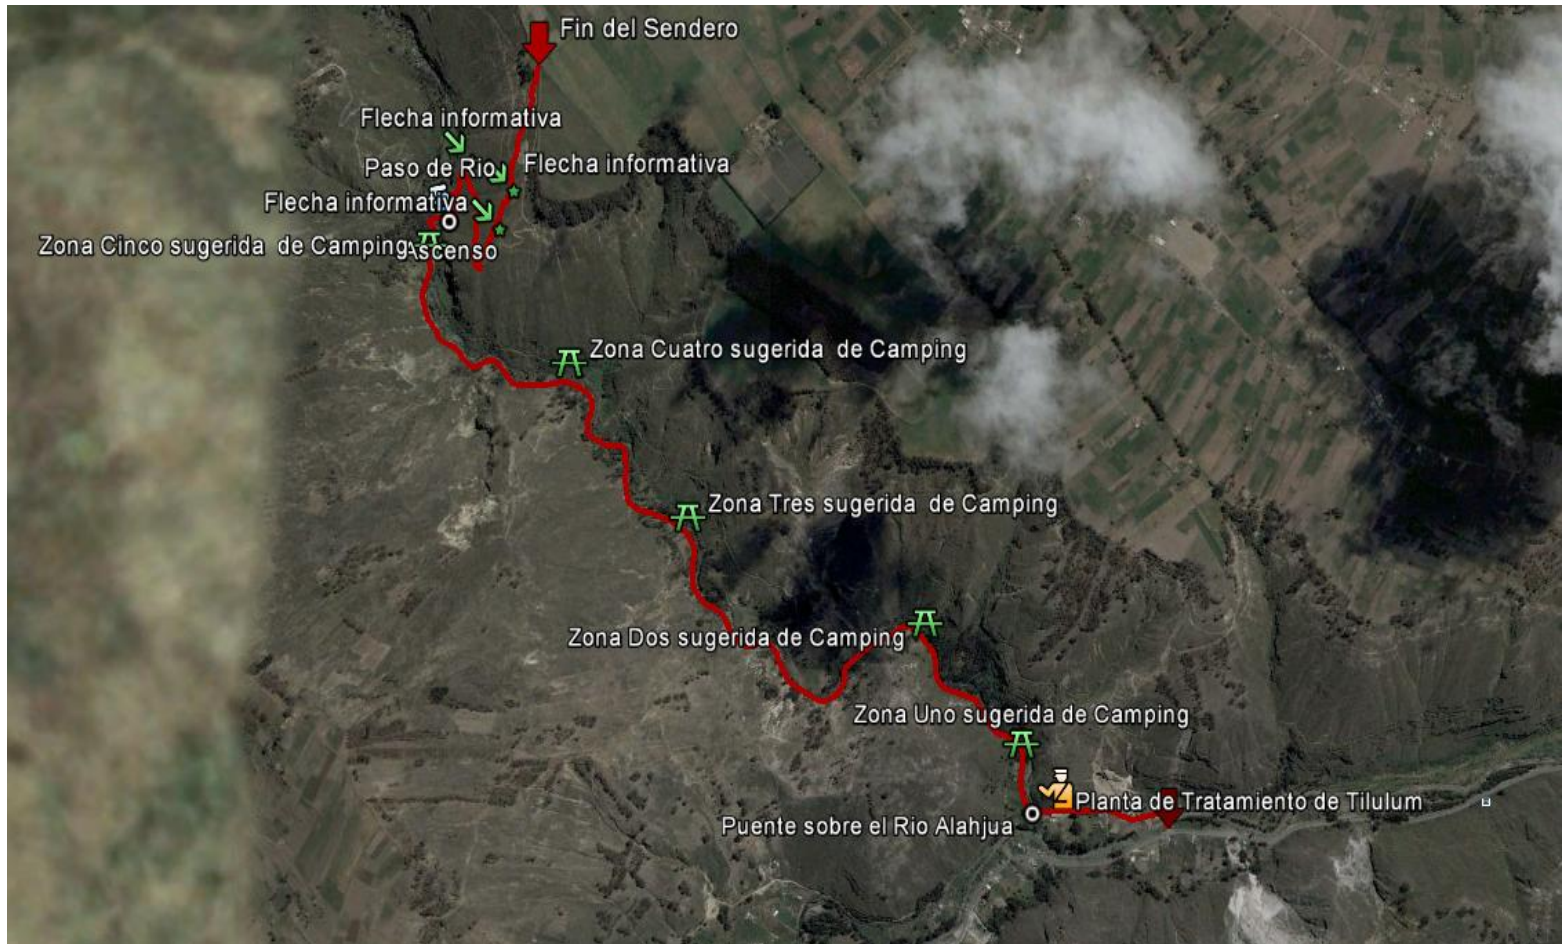 Fin del Sendero
Flecha informativa
Paso de Rio
Flecha informativa
Flecha informativa
Zona Cinco sugerida  de Camping
Ascenso
Zona Cuatro sugerida  de Camping
Zona Tres sugerida  de Camping
Zona Dos sugerida de Camping
Zona Uno sugerida de Camping
Planta de Tratamiento de Tilulum
Puente sobre el Rio Alahjua